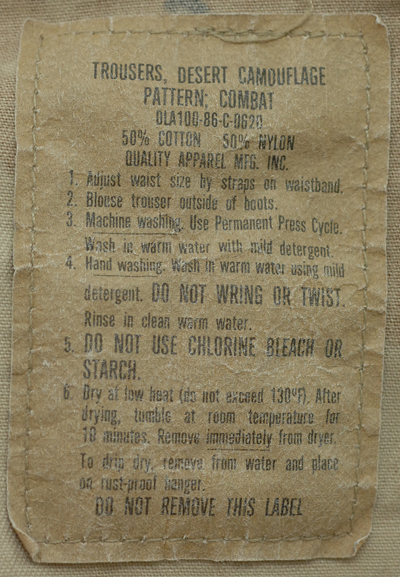 TROUSERS, DESERT CAMOUFLAGE
PATTERN; COMBAT
DLA100-86-C-0620
50% COTTON 50% NYLON
QUALITY APPAREL MFG. INC.
1. Adjust waist size by straps on waistband.
2. Blouse trouser outside of boots.
3. Machine washing. Use Permanent Press Cycle.
Wash in warm water with mild detergent.
4. Hand washing. Wash in warm water using mild
detergent. DO NOT WRING OR TWIST.
Rinse in clean warm water.
5. DO NOT USE CHLORINE BLEACH OR
STARCH.
6. Dry at low heat (do not exceed 130°F). After
drying, tumble at room temperature for
10 minutes. Remove immediately from dryer.
To drip dry, remove from water and place
on rust-proof hanger.
DO NOT REMOVE THIS LABEL